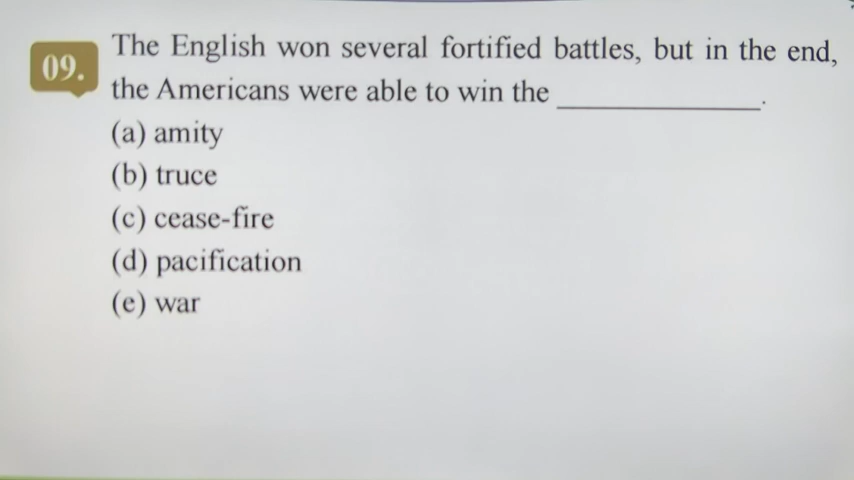 09.
The English won several fortified battles, but in the end,
the Americans were able to win the ____________.
(a) amity
(b) truce
(c) cease-fire
(d) pacification
(e) war